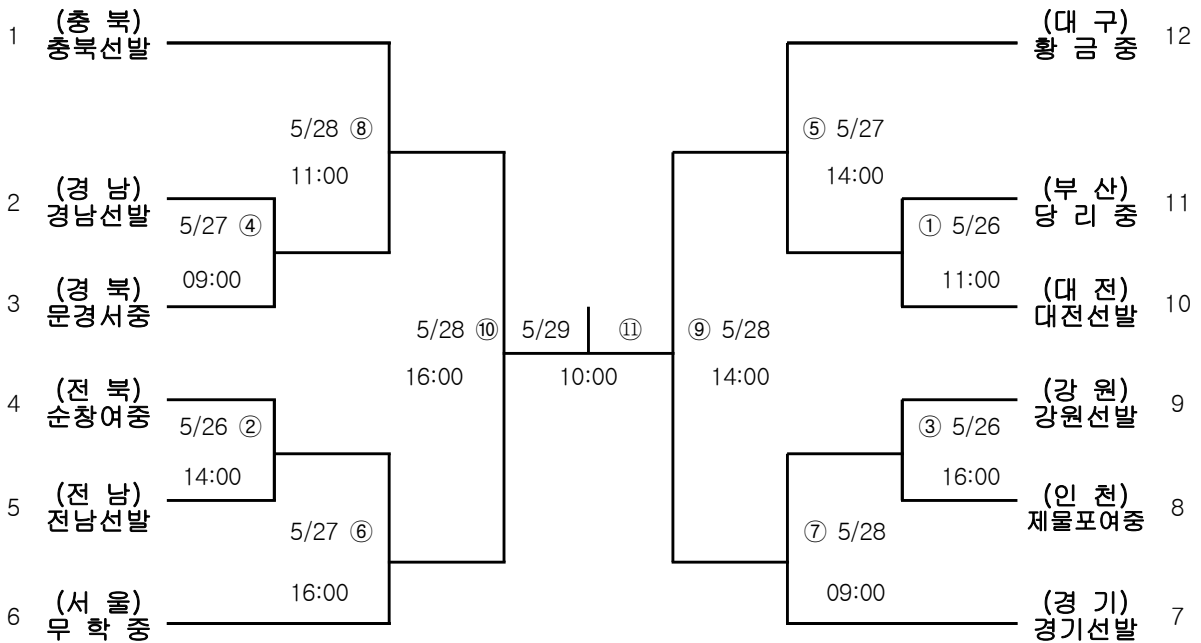 1 (충 북) 충북선발
5/28 ⑧
11:00
2 (경 남) 경남선발
5/27 ④
09:00
3 (경 북) 문경서중
5/28 ⑩
16:00
4 (전 북) 순창여중
5/26 ②
14:00
5 (전 남) 전남선발
5/27 ⑥
16:00
6 (서 울) 무 학 중
5/29 ⑪
10:00
(대 구) 황 금 중 12
⑤ 5/27
14:00
(부 산) 당 리 중 11
① 5/26
11:00
(대 전) 대전선발 10
⑨ 5/28
14:00
(강 원) 강원선발 9
③ 5/26
16:00
(인 천) 제물포여중 8
⑦ 5/28
09:00
(경 기) 경기선발 7